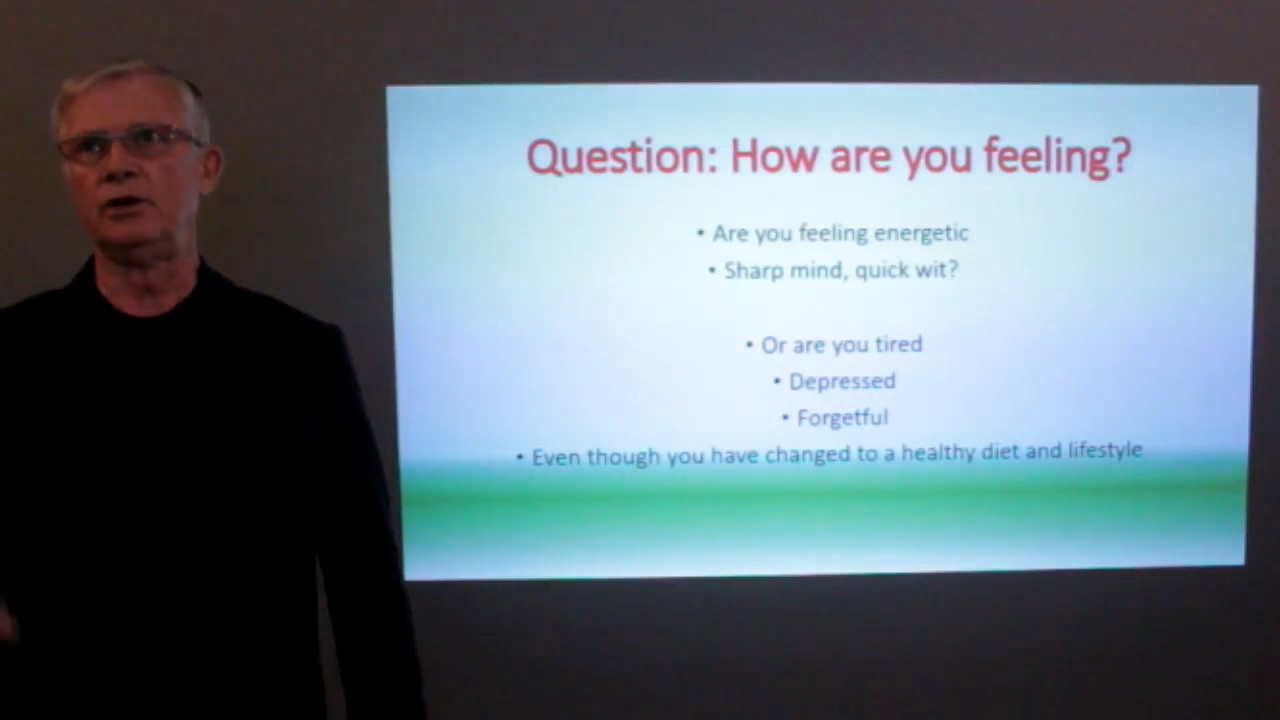 Question: How are you feeling?
• Are you feeling energetic
• Sharp mind, quick wit?
• Or are you tired
• Depressed
• Forgetful
• Even though you have changed to a healthy diet and lifestyle